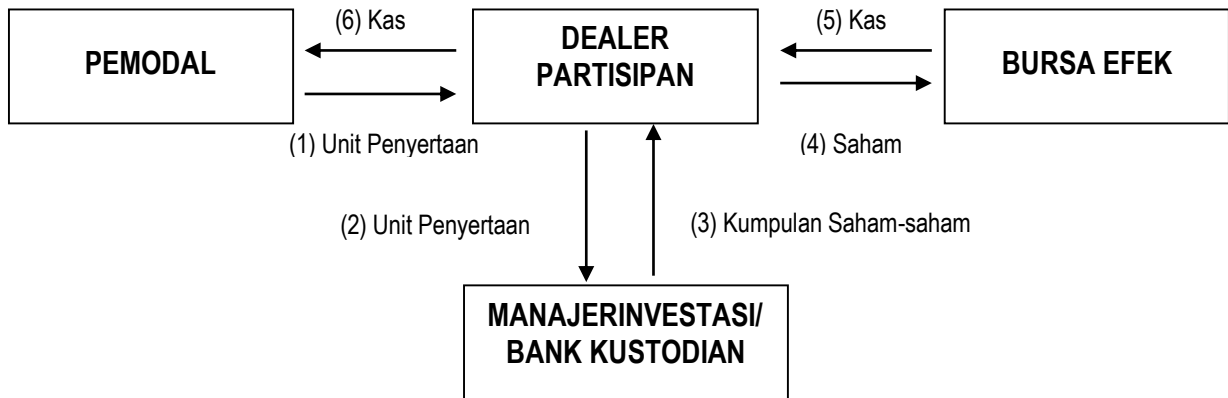 (6) Kas
(5) Kas
PEMODAL
DEALER
PARTISIPAN
BURSA EFEK
(1) Unit Penyertaan
(4) Saham
(2) Unit Penyertaan
(3) Kumpulan Saham-saham
MANAJERINVESTASI/
BANK KUSTODIAN